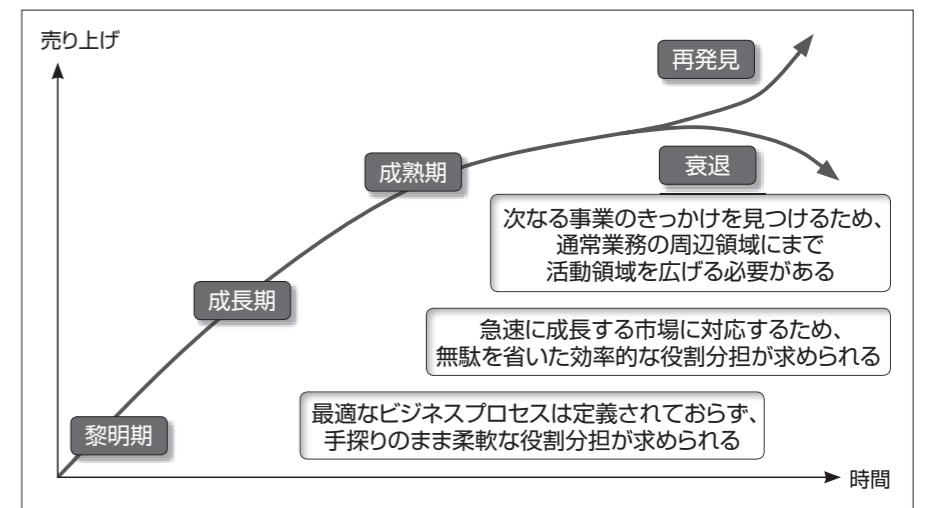 売り上げ
再発見
成熟期
衰退
次なる事業のきっかけを見つけるため、
通常業務の周辺領域にまで
活動領域を広げる必要がある
成長期
急速に成長する市場に対応するため、
無駄を省いた効率的な役割分担が求められる
黎明期
最適なビジネスプロセスは定義されておらず、
手探りのまま柔軟な役割分担が求められる
時間